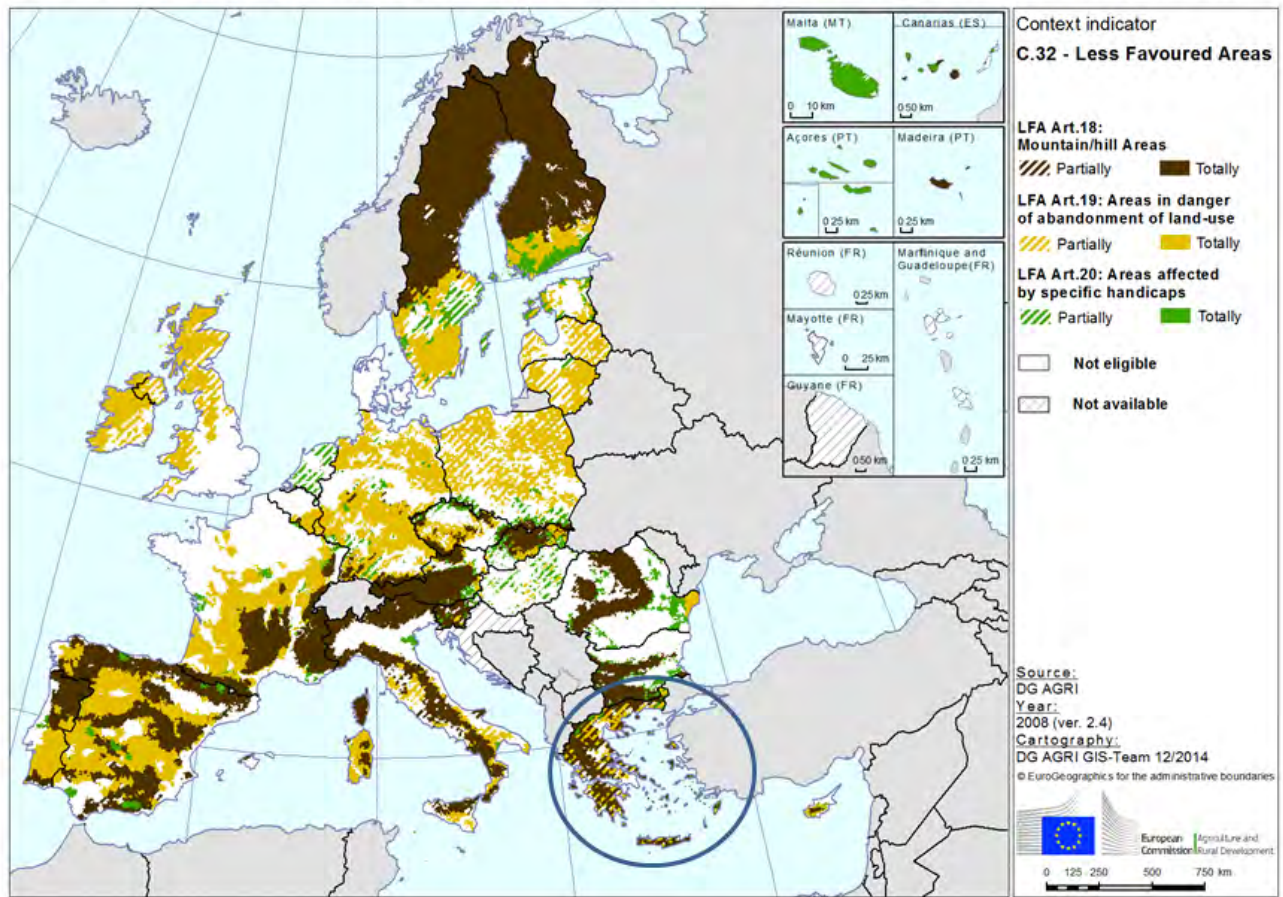 Malta (MT)
0 10 km
Canarias (ES)
0 50 km
Açores (PT)
0 25 km
Madeira (PT)
0 25 km
Réunion (FR)
0 25 km
Mayotte (FR)
0 25 km
Guyane (FR)
0 50 km
Martinique and
Guadeloupe(FR)
0 25 km
Context indicator
C.32 - Less Favoured Areas
LFA Art.18:
Mountain/hill Areas
Partially Totally
LFA Art.19: Areas in danger
of abandonment of land-use
Partially Totally
LFA Art.20: Areas affected
by specific handicaps
Partially Totally
Not eligible
Not available
Source:
DG AGRI
Year:
2008 (ver. 2.4)
Cartography:
DG AGRI GIS-Team 12/2014
© EuroGeographics for the administrative boundaries
European
Commission
Agriculture and
Rural Development
0 125 250 500 750 km